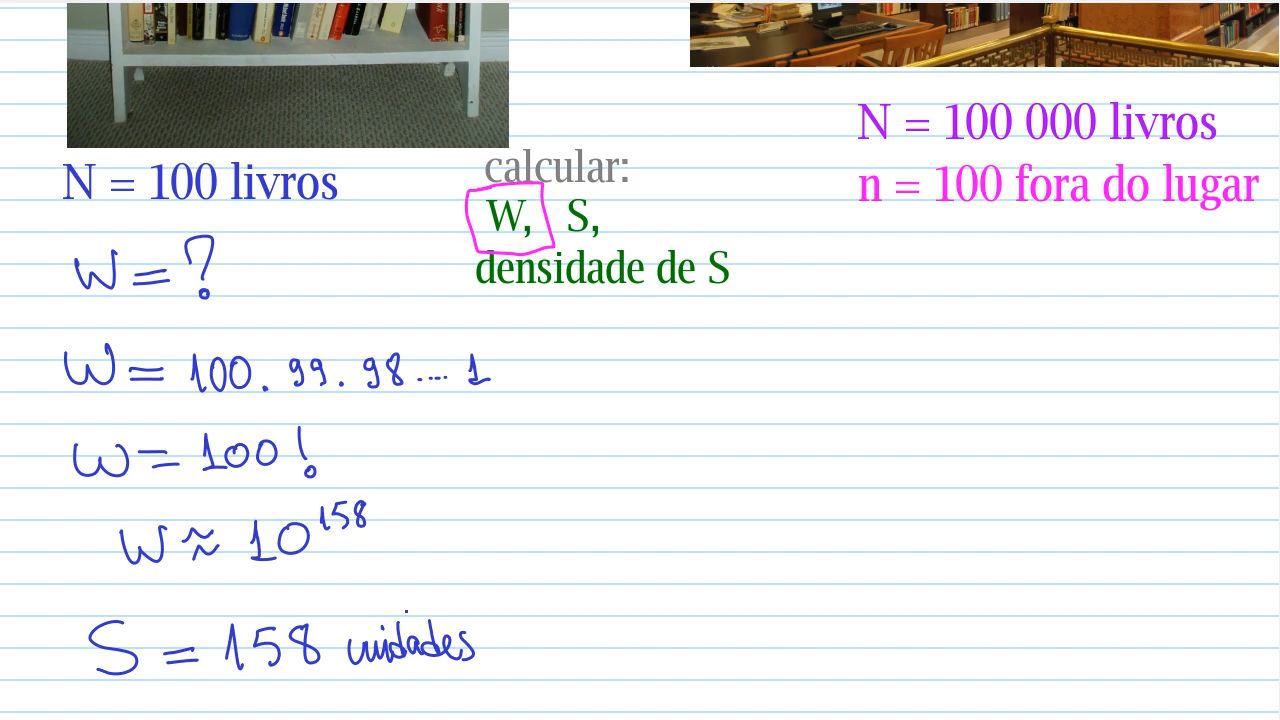 N = 100 livros
W = ?
W = 100 . 99 . 98 .... 1
W = 100 !
W ≈ 10^158
S = 158 unidades
calcular:
W, S,
densidade de S
N = 100 000 livros
n = 100 fora do lugar